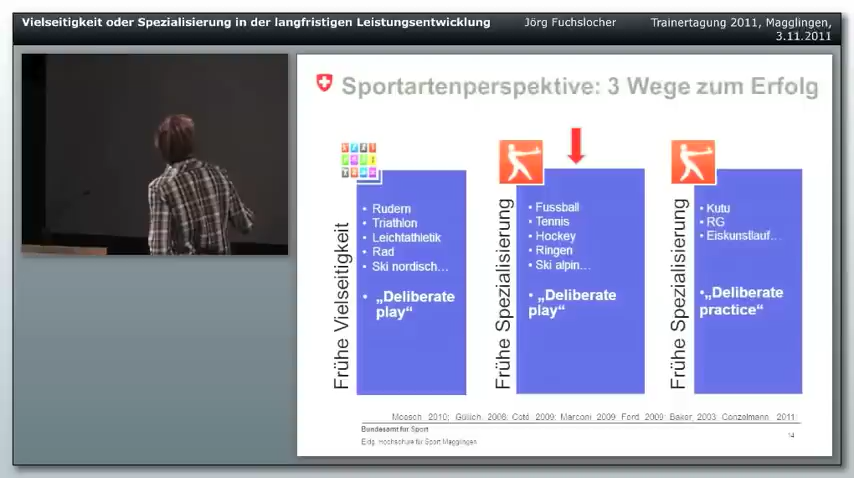 Vielseitigkeit oder Spezialisierung in der langfristigen Leistungsentwicklung
Jörg Fuchslocher
Trainertagung 2011, Magglingen,
3.11.2011
Sportartenperspektive: 3 Wege zum Erfolg
Frühe Vielseitigkeit
• Rudern
• Triathlon
• Leichtathletik
• Rad
• Ski nordisch...
• „Deliberate
play“
Frühe Spezialisierung
• Fussball
• Tennis
• Hockey
• Ringen
• Ski alpin...
• „Deliberate
play“
Frühe Spezialisierung
• Kutu
• RG
• Eiskunstlauf...
•„Deliberate
practice“
Moesch 2010; Güllich 2006; Coté 2009; Marconi 2009; Ford 2009; Baker 2003; Conzelmann 2011;
Bundesamt für Sport
Eidg. Hochschule für Sport Magglingen
14